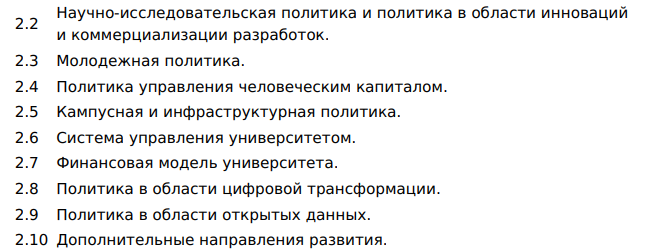 2.2 Научно-исследовательская политика и политика в области инноваций
и коммерциализации разработок.
2.3 Молодежная политика.
2.4 Политика управления человеческим капиталом.
2.5 Кампусная и инфраструктурная политика.
2.6 Система управления университетом.
2.7 Финансовая модель университета.
2.8 Политика в области цифровой трансформации.
2.9 Политика в области открытых данных.
2.10 Дополнительные направления развития.